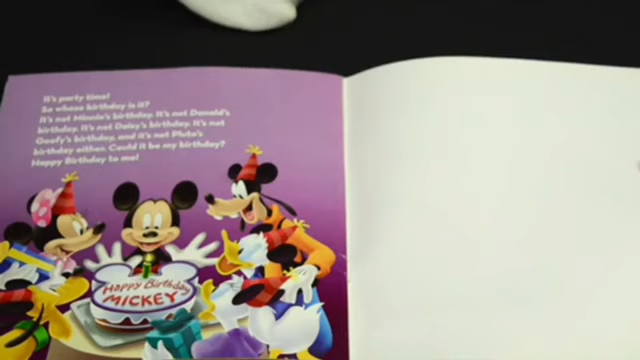 It's party time!
So whose birthday is it?
It's not Minnie's birthday. It's not Donald's
birthday. It's not Daisy's birthday. It's not
Goofy's birthday, and it's not Pluto's
birthday either. Could it be my birthday?
Happy Birthday to me!
Happy Birthday
MICKEY